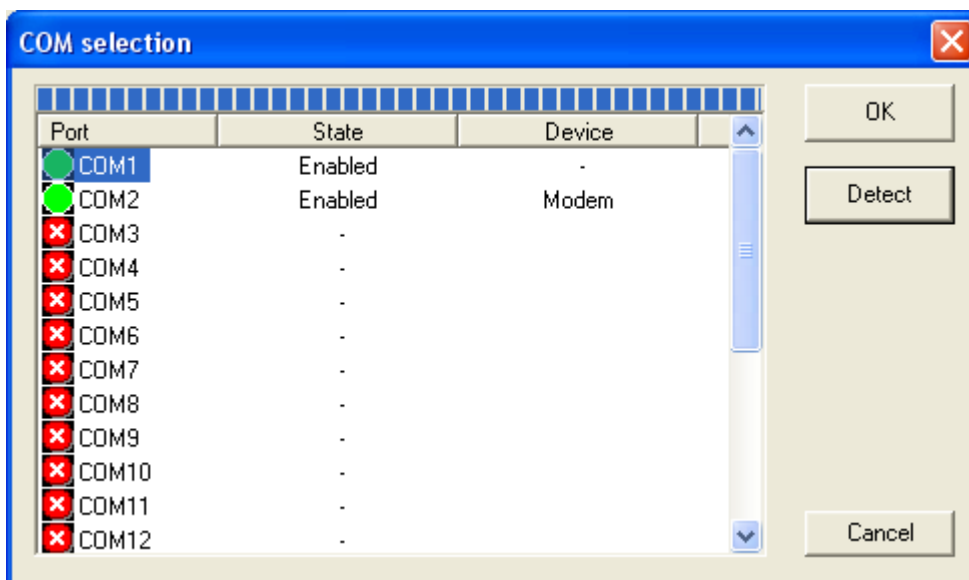 COM selection
OK
Port State Device
COM1 Enabled -
COM2 Enabled Modem
Detect
COM3 -
COM4 -
COM5 -
COM6 -
COM7 -
COM8 -
COM9 -
COM10 -
COM11 -
COM12 -
Cancel